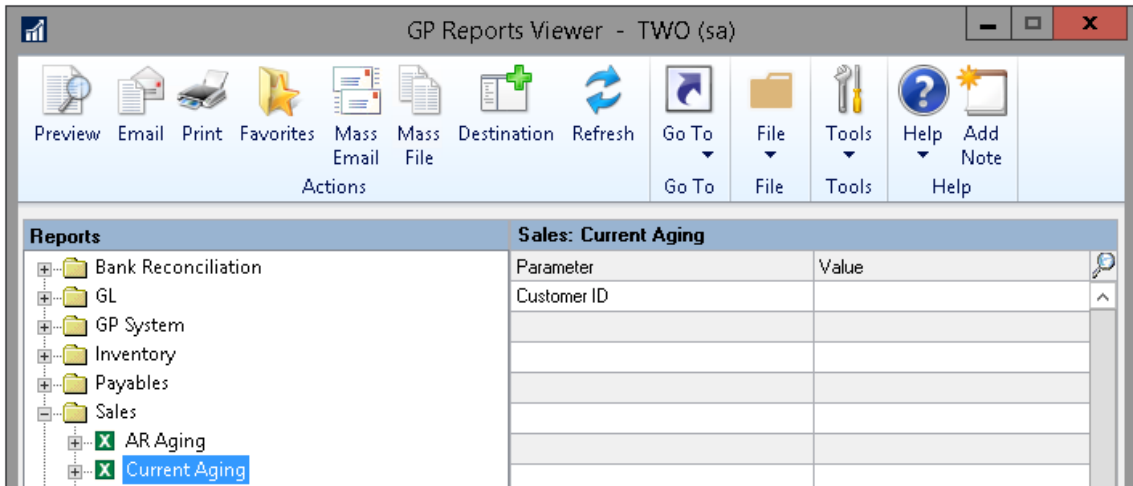 GP Reports Viewer - TWO (sa)
Preview Email Print Favorites Mass Email Mass File Destination Refresh Go To File Tools Help Add Note
Actions Go To File Tools Help
Reports
Bank Reconciliation
GL
GP System
Inventory
Payables
Sales
AR Aging
Current Aging
Sales: Current Aging
Parameter Value
Customer ID